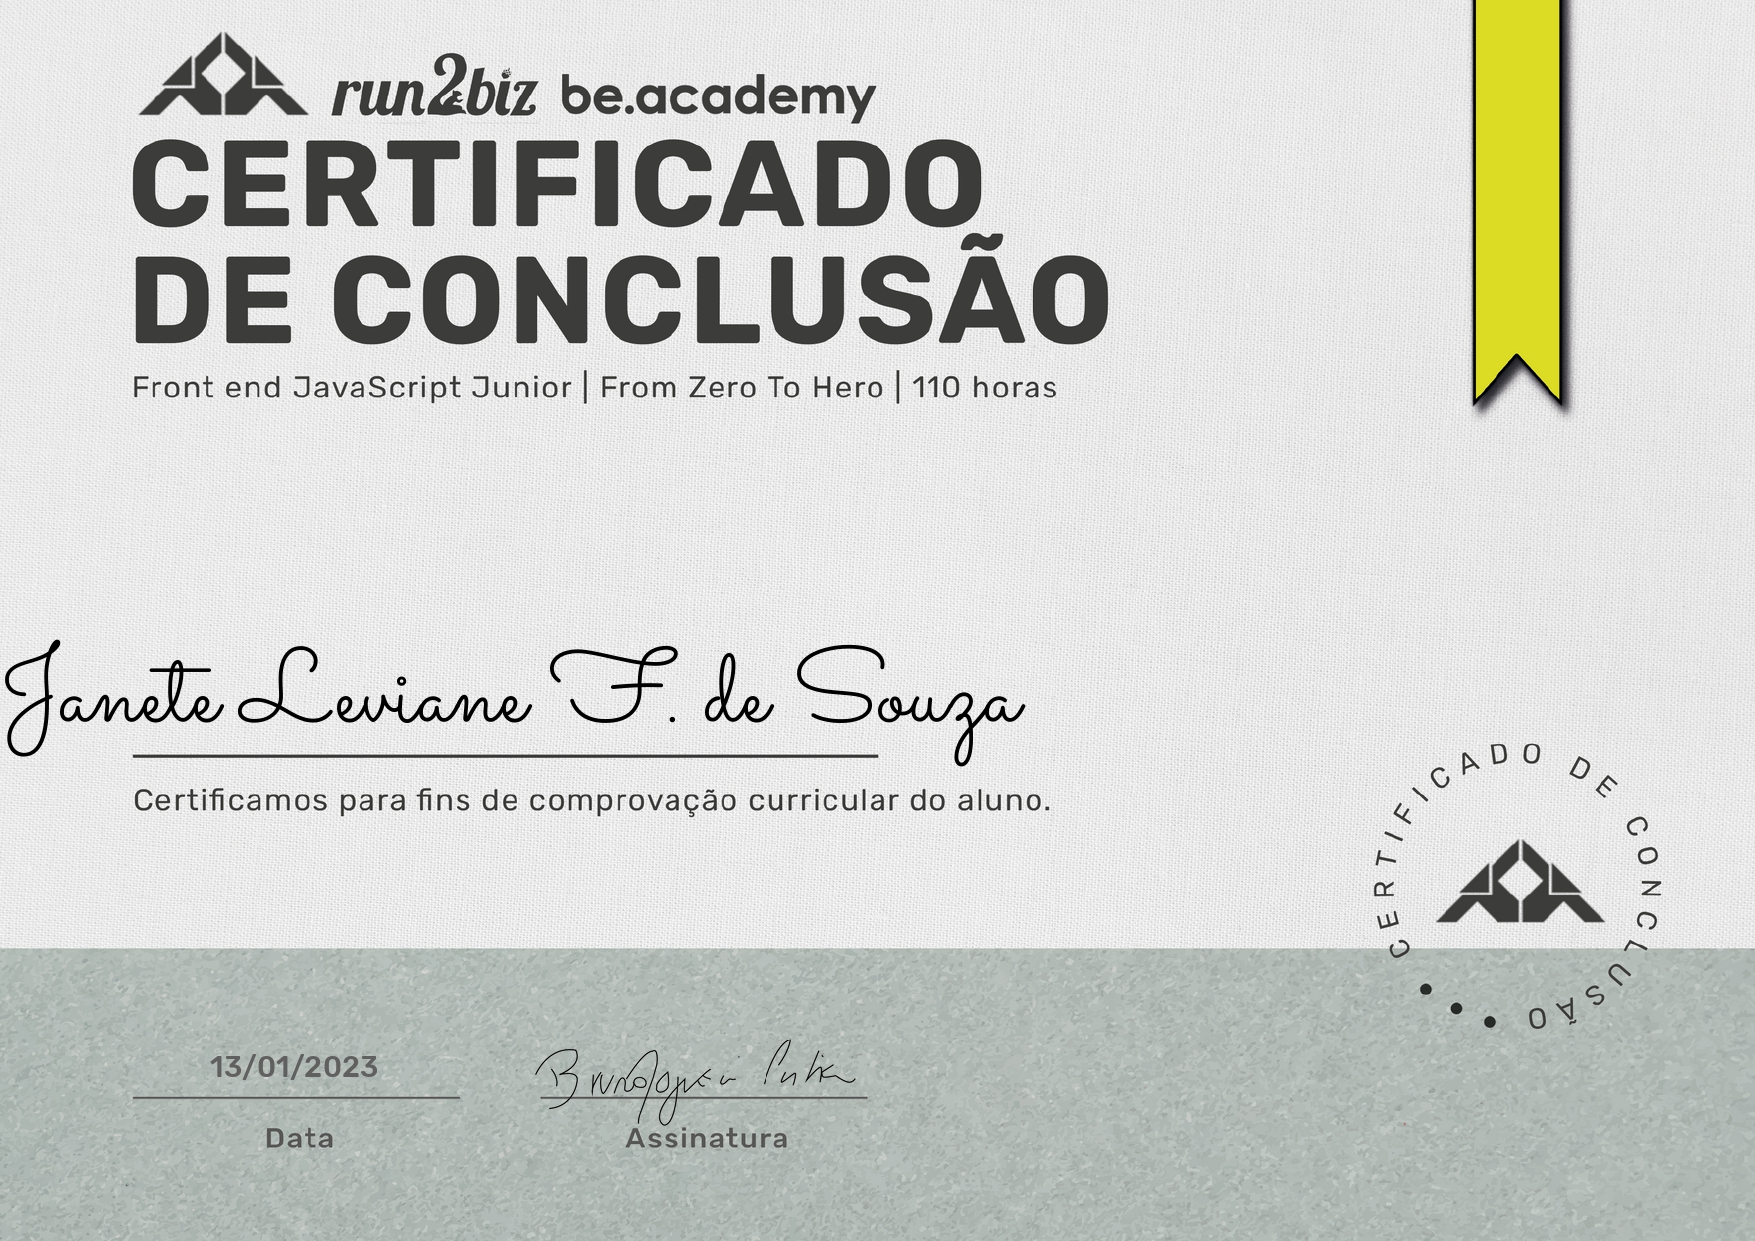 run2biz be.academy
CERTIFICADO
DE CONCLUSÃO
Front end JavaScript Junior | From Zero To Hero | 110 horas
Janete Leviane F. de Souza
Certificamos para fins de comprovação curricular do aluno.
CERTIFICADO DE CONCLUSÃO
13/01/2023
Data
Assinatura